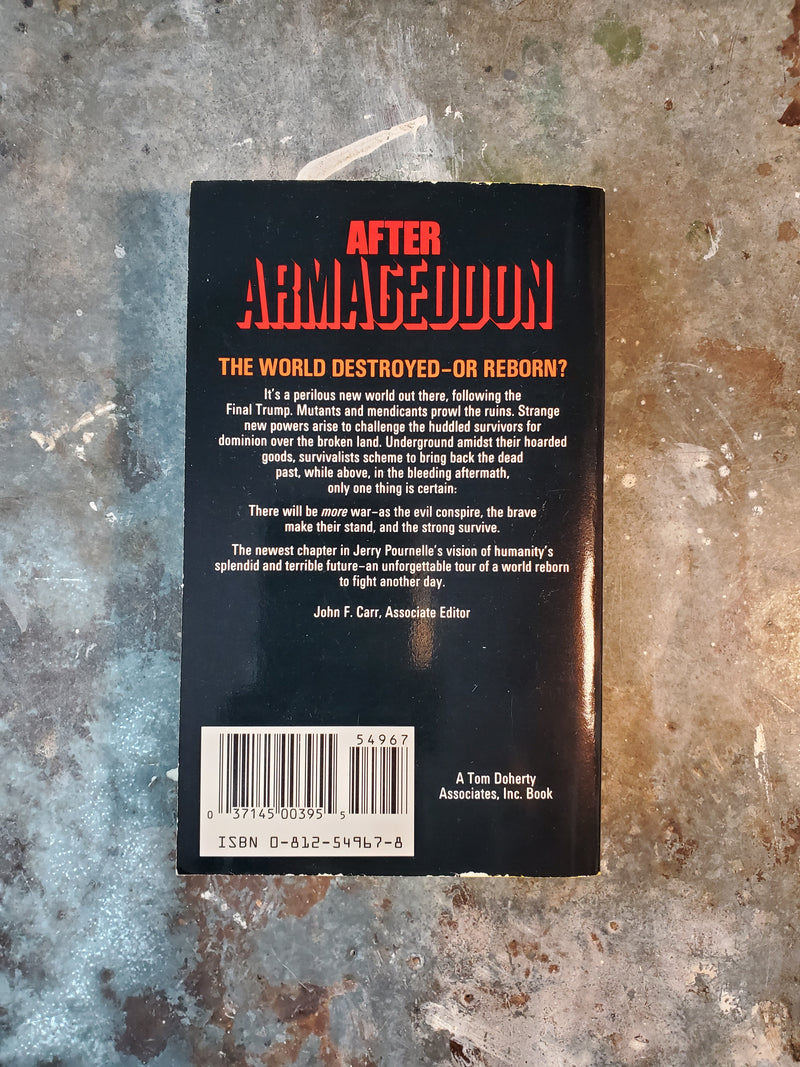 AFTER
ARMAGEDDON
THE WORLD DESTROYED–OR REBORN?
It's a perilous new world out there, following the
Final Trump. Mutants and mendicants prowl the ruins. Strange
new powers arise to challenge the huddled survivors for
dominion over the broken land. Underground amidst their hoarded
goods, survivalists scheme to bring back the dead
past, while above, in the bleeding aftermath,
only one thing is certain:
There will be more war–as the evil conspire, the brave
make their stand, and the strong survive.
The newest chapter in Jerry Pournelle's vision of humanity's
splendid and terrible future–an unforgettable tour of a world reborn
to fight another day.
John F. Carr, Associate Editor
54967
0 37145 00395 5
ISBN 0-812-54967-8
A Tom Doherty
Associates, Inc. Book